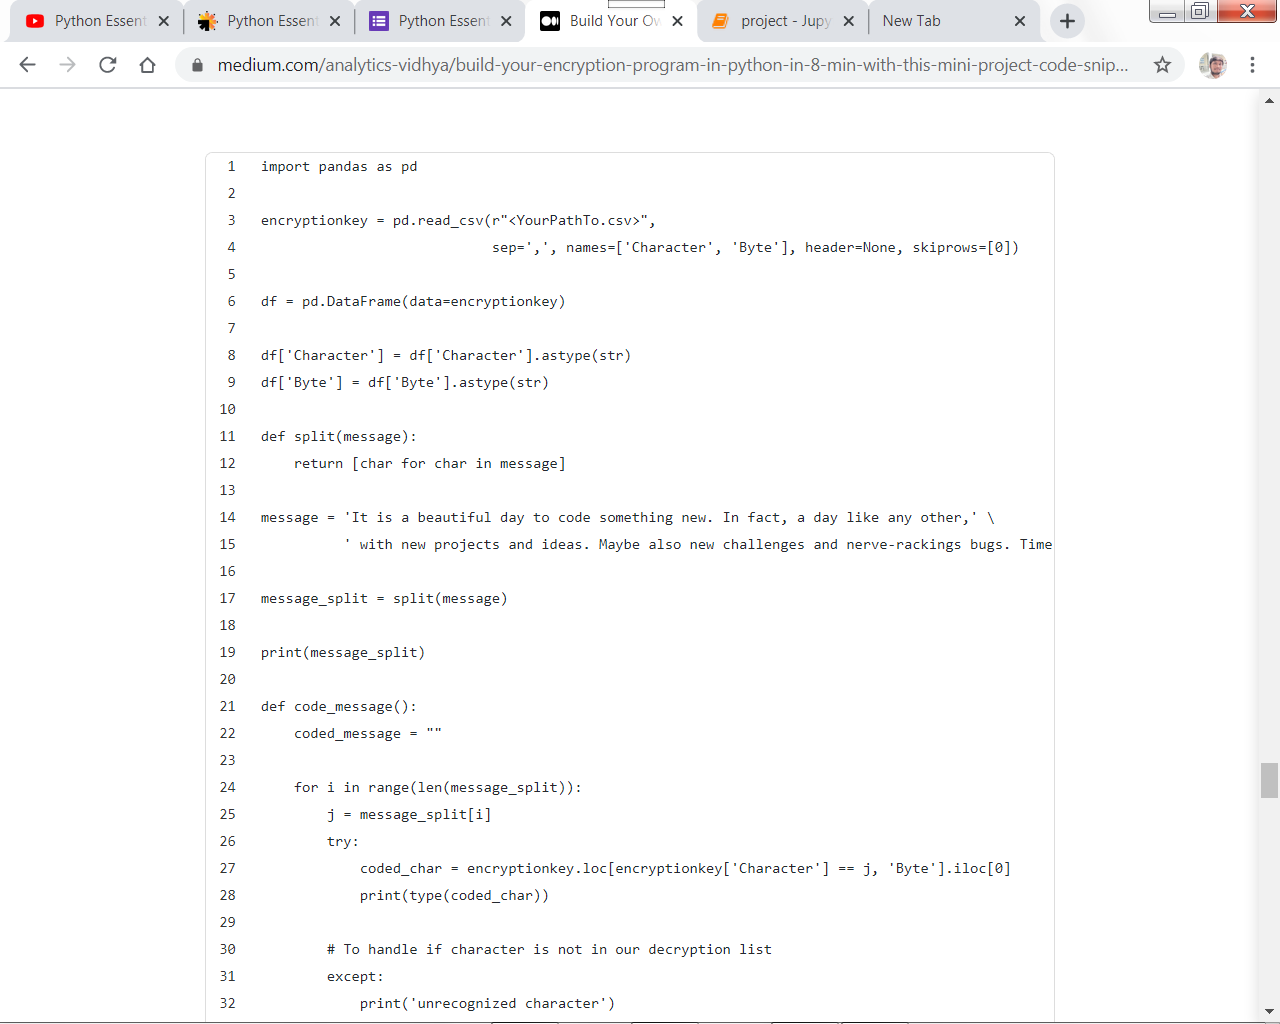 Python Essent
Python Essent
Python Essent
Build Your Ow
project - Jupy
New Tab
medium.com/analytics-vidhya/build-your-encryption-program-in-python-in-8-min-with-this-mini-project-code-snip...
1 import pandas as pd
2
3 encryptionkey = pd.read_csv(r"<YourPathTo.csv>",
4                             sep=',', names=['Character', 'Byte'], header=None, skiprows=[0])
5
6 df = pd.DataFrame(data=encryptionkey)
7
8 df['Character'] = df['Character'].astype(str)
9 df['Byte'] = df['Byte'].astype(str)
10
11 def split(message):
12     return [char for char in message]
13
14 message = 'It is a beautiful day to code something new. In fact, a day like any other,' \
15           ' with new projects and ideas. Maybe also new challenges and nerve-rackings bugs. Time
16
17 message_split = split(message)
18
19 print(message_split)
20
21 def code_message():
22     coded_message = ""
23
24     for i in range(len(message_split)):
25         j = message_split[i]
26         try:
27             coded_char = encryptionkey.loc[encryptionkey['Character'] == j, 'Byte'].iloc[0]
28             print(type(coded_char))
29
30         # To handle if character is not in our decryption list
31         except:
32             print('unrecognized character')